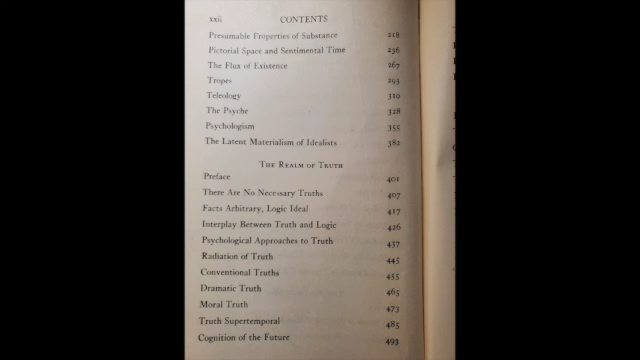 xxii CONTENTS
Presumable Properties of Substance 218
Pictorial Space and Sentimental Time 236
The Flux of Existence 267
Tropes 293
Teleology 310
The Psyche 328
Psychologism 355
The Latent Materialism of Idealists 382
The Realm of Truth
Preface 401
There Are No Necessary Truths 407
Facts Arbitrary, Logic Ideal 417
Interplay Between Truth and Logic 426
Psychological Approaches to Truth 437
Radiation of Truth 445
Conventional Truths 455
Dramatic Truth 465
Moral Truth 473
Truth Supertemporal 485
Cognition of the Future 493